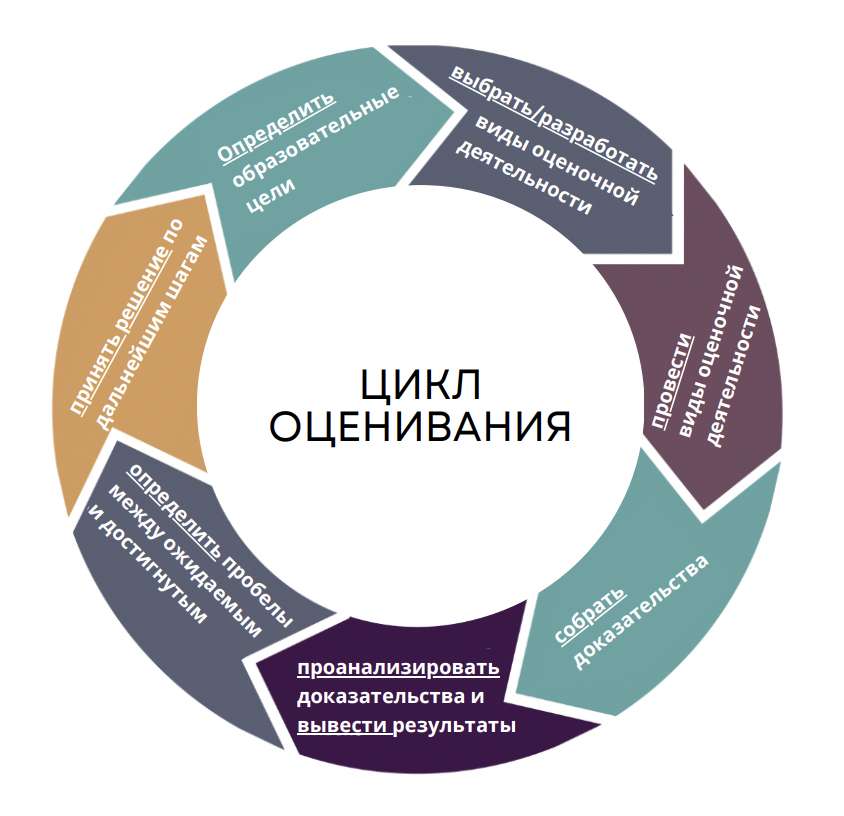 Определить
образовательные
цели
выбрать/разработать
виды оценочной
деятельности
провести
виды оценочной
деятельности
собрать
доказательства
проанализировать
доказательства и
вывести результаты
определить пробелы
между ожидаемым
и достигнутым
принять решение по
дальнейшим шагам
ЦИКЛ
ОЦЕНИВАНИЯ